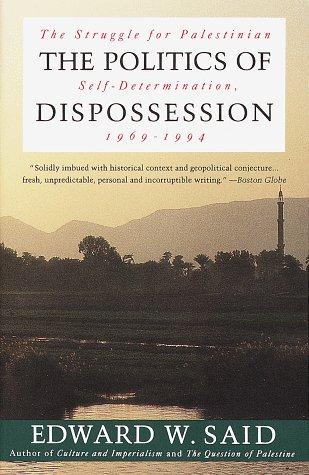 The Struggle for Palestinian
THE POLITICS OF
Self-Determination,
DISPOSSESSION
1969-1994
"Solidly imbued with historical context and geopolitical conjecture...
fresh, unpredictable, personal and incorruptible writing." —Boston Globe
EDWARD W. SAID
Author of Culture and Imperialism and The Question of Palestine